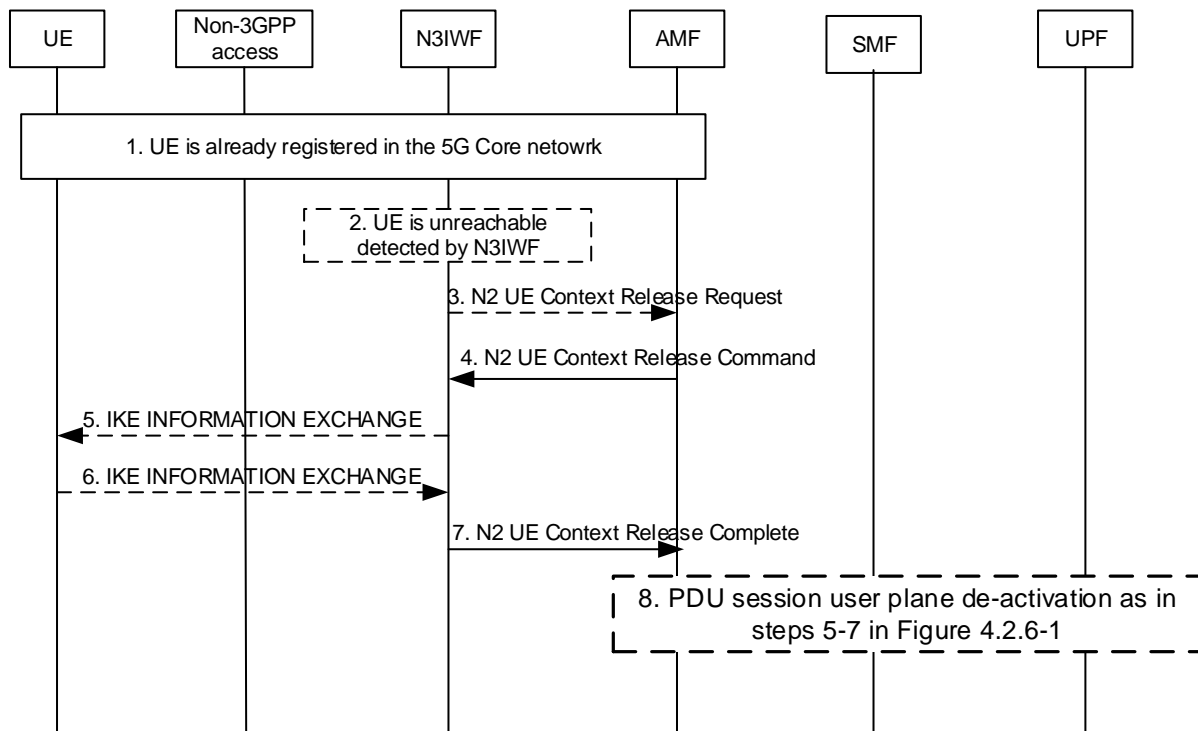 UE
Non-3GPP
access
N3IWF
AMF
SMF
UPF
1. UE is already registered in the 5G Core netowrk
2. UE is unreachable
detected by N3IWF
3. N2 UE Context Release Request
4. N2 UE Context Release Command
5. IKE INFORMATION EXCHANGE
6. IKE INFORMATION EXCHANGE
7. N2 UE Context Release Complete
8. PDU session user plane de-activation as in
steps 5-7 in Figure 4.2.6-1